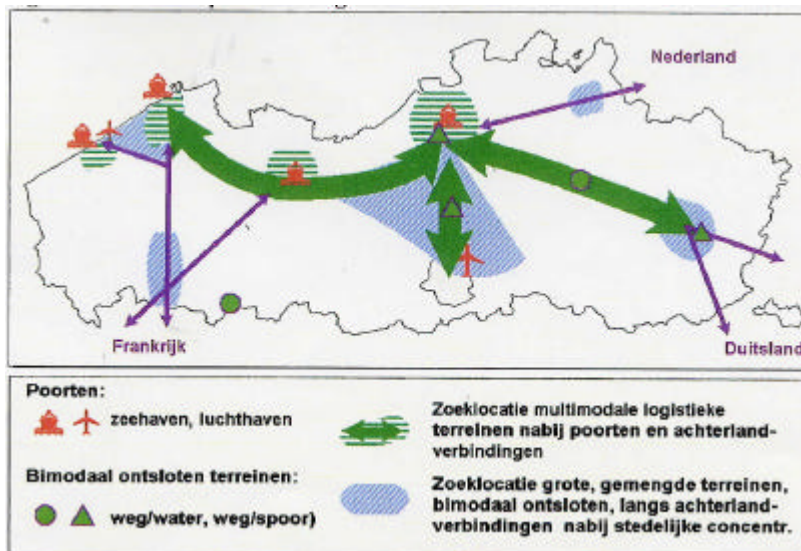 Nederland
Frankrijk
Duitsland
Poorten:
zeehaven, luchthaven
Bimodaal ontsloten terreinen:
weg/water, weg/spoor)
Zoeklocatie multimodale logistieke
terreinen nabij poorten en achterland-
verbindingen
Zoeklocatie grote, gemengde terreinen,
bimodaal ontsloten, langs achterland-
verbindingen nabij stedelijke concentr.